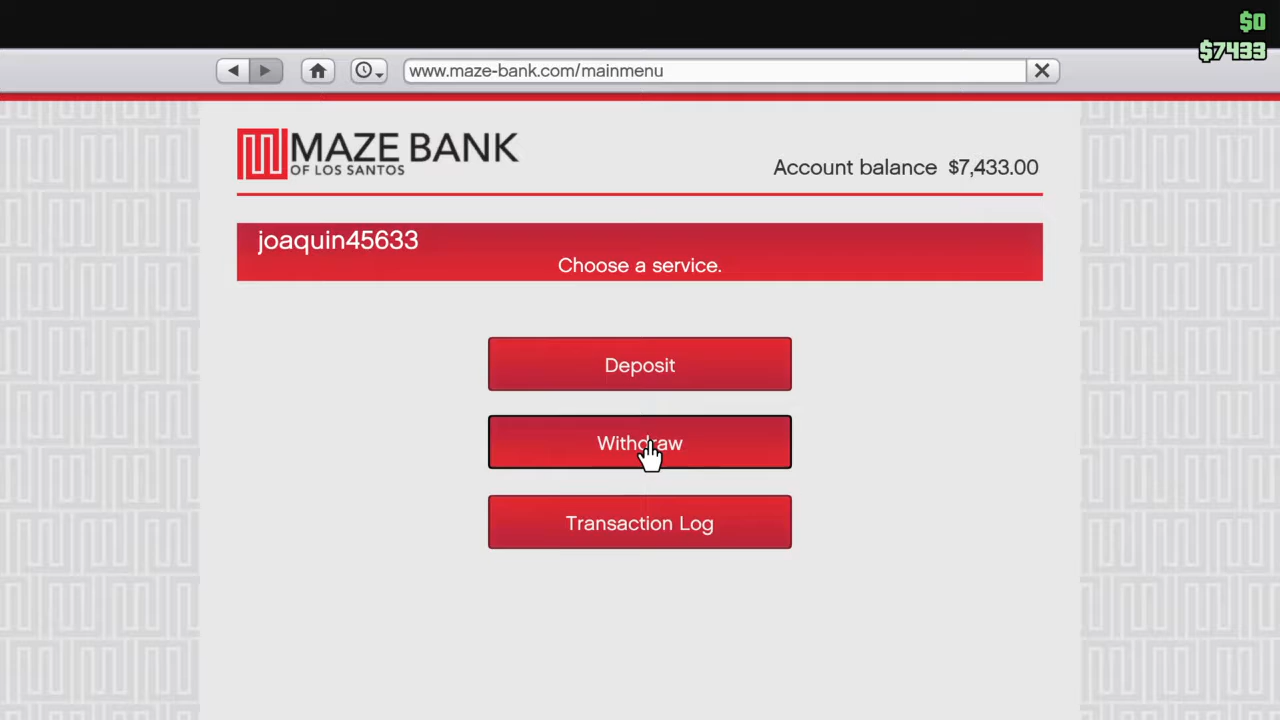 $0
$7433
www.maze-bank.com/mainmenu
MAZE BANK
OF LOS SANTOS
Account balance $7,433.00
joaquin45633
Choose a service.
Deposit
Withdraw
Transaction Log